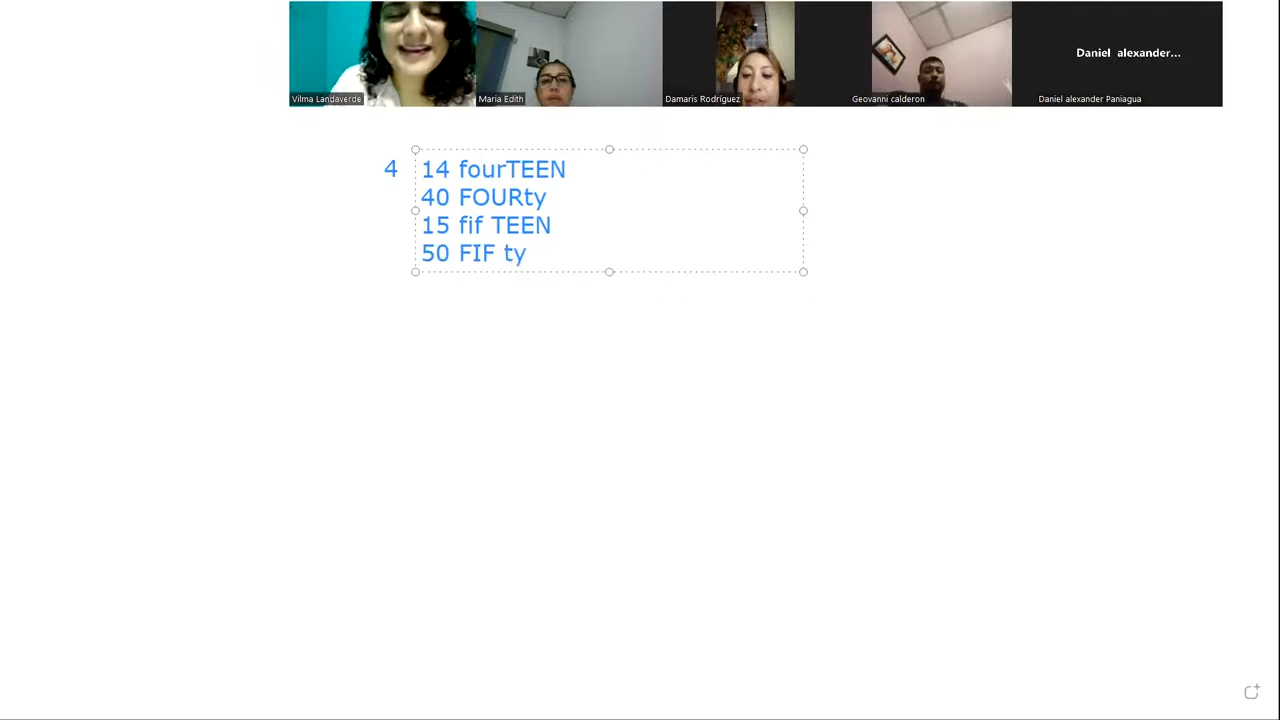 Daniel alexander...
Vilma Landaverde
Maria Edith
Damaris Rodríguez
Geovanni calderon
Daniel alexander Paniagua
4
14 fourTEEN
40 FOURty
15 fif TEEN
50 FIF ty